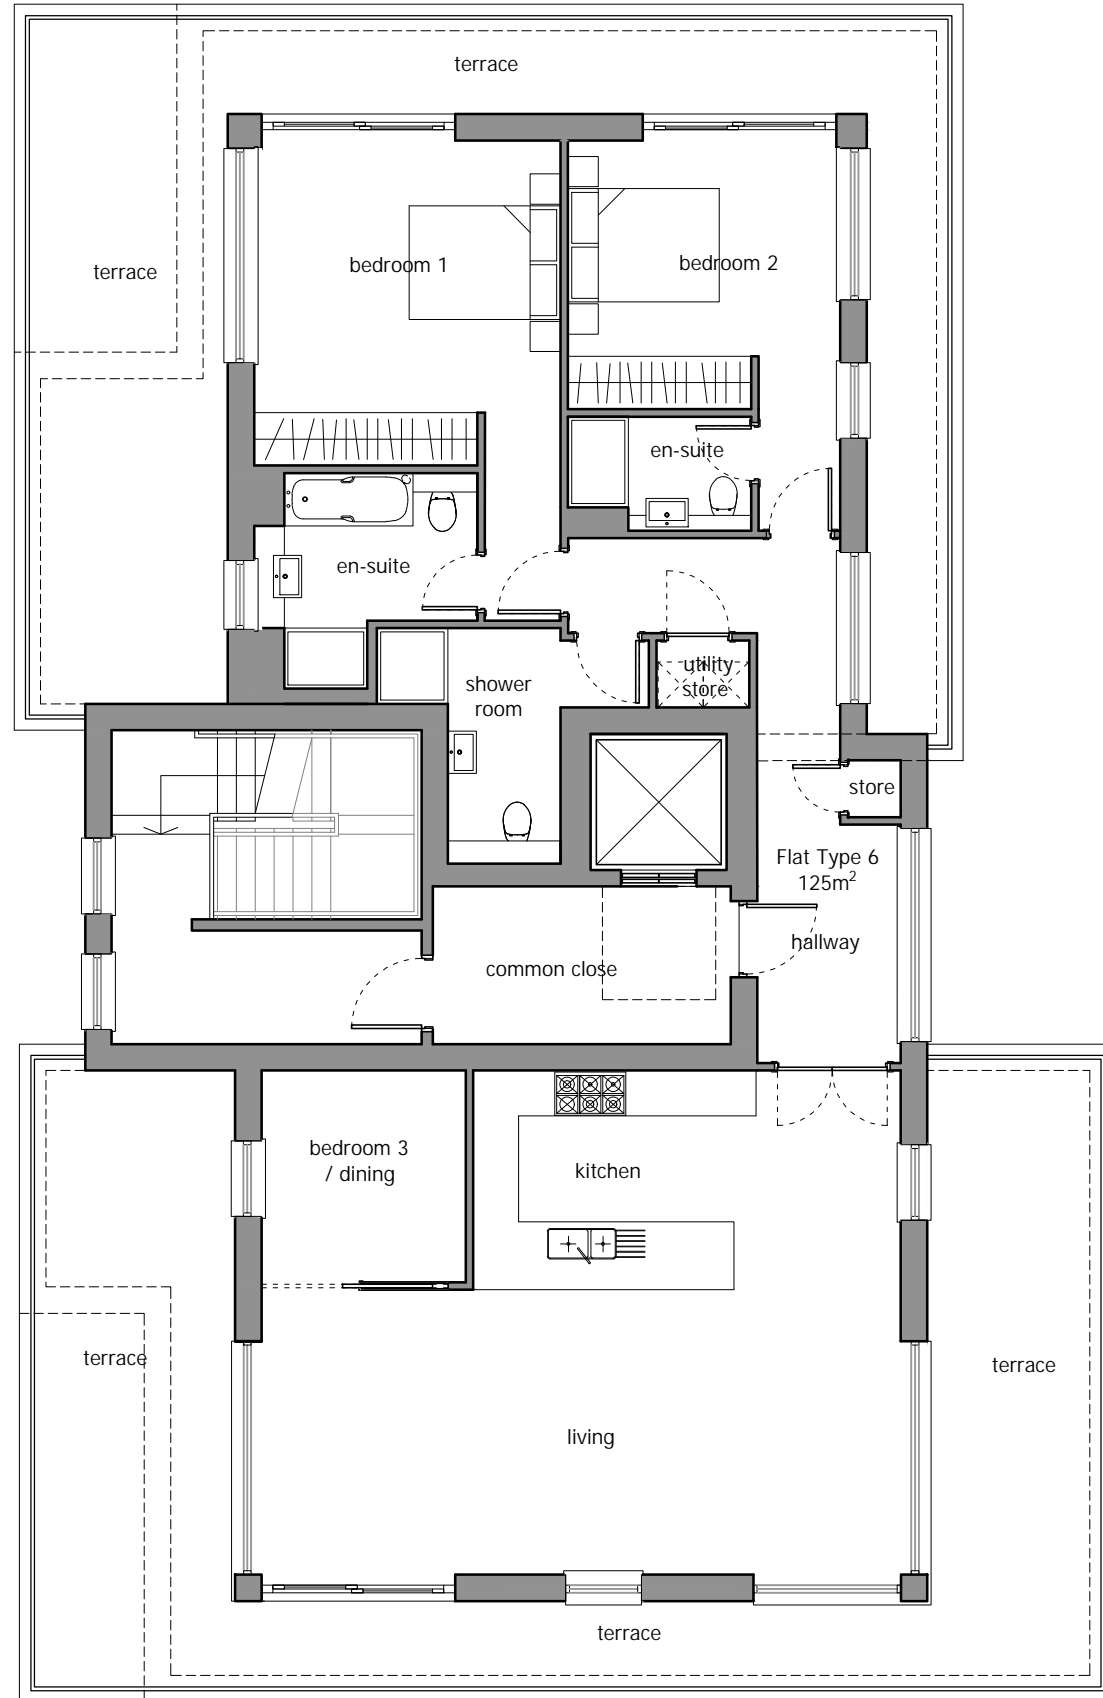 terrace
terrace
bedroom 1
bedroom 2
en-suite
en-suite
utility
store
shower
room
store
Flat Type 6
125m²
hallway
common close
bedroom 3
/ dining
kitchen
terrace
terrace
living
terrace